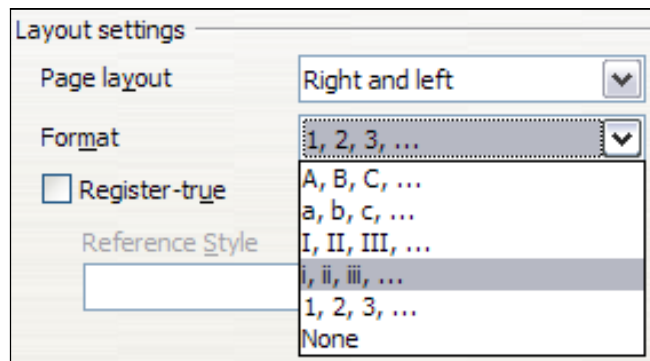 Layout settings
Page layout Right and left
Format 1, 2, 3, ...
Register-true A, B, C, ...
a, b, c, ...
Reference Style I, II, III, ...
i, ii, iii, ...
1, 2, 3, ...
None